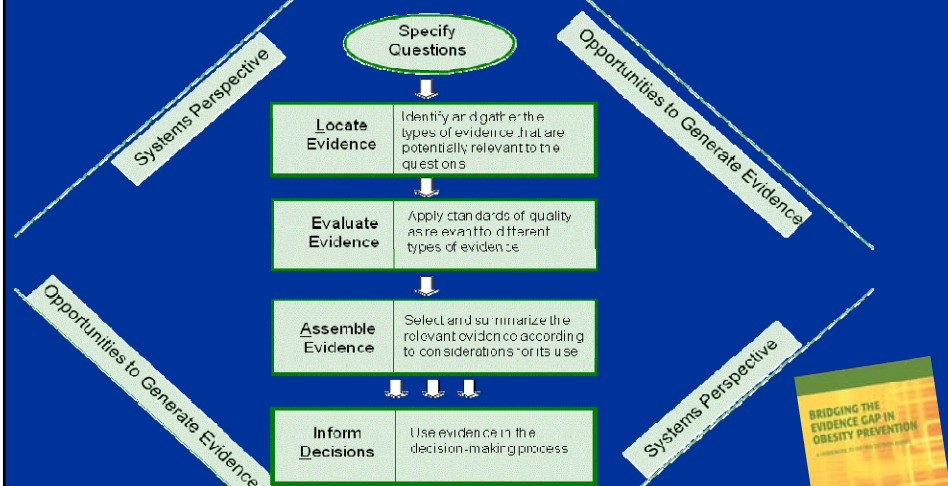 Specify
Questions
Systems Perspective
Opportunities to Generate Evidence
Locate
Evidence
Identify and gather the
types of evidence that are
potentially relevant to the
questions
Evaluate
Evidence
Apply standards of quality
as relevant to different
types of evidence
Assemble
Evidence
Select and summarize the
relevant evidence according
to considerations for its use
Opportunities to Generate Evidence
Systems Perspective
Inform
Decisions
Use evidence in the
decision-making process
BRIDGING THE
EVIDENCE GAP IN
OBESITY PREVENTION